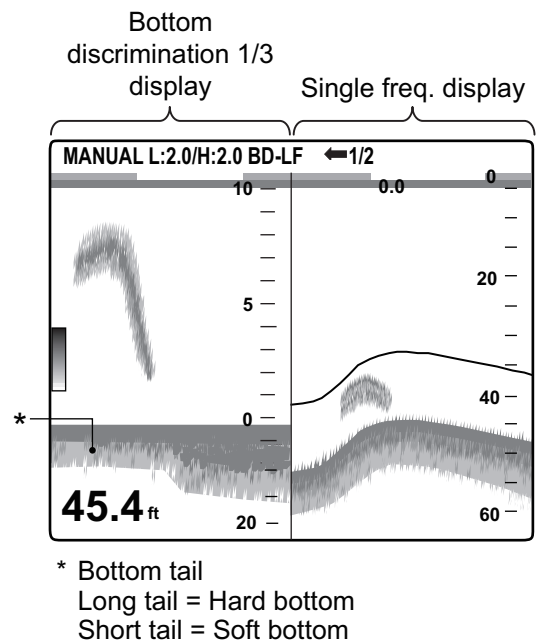 Bottom
discrimination 1/3
display
Single freq. display
MANUAL L:2.0/H:2.0 BD-LF ⬅1/2
10
5
0
20
0.0
0
20
40
60
*
45.4 ft
* Bottom tail
Long tail = Hard bottom
Short tail = Soft bottom